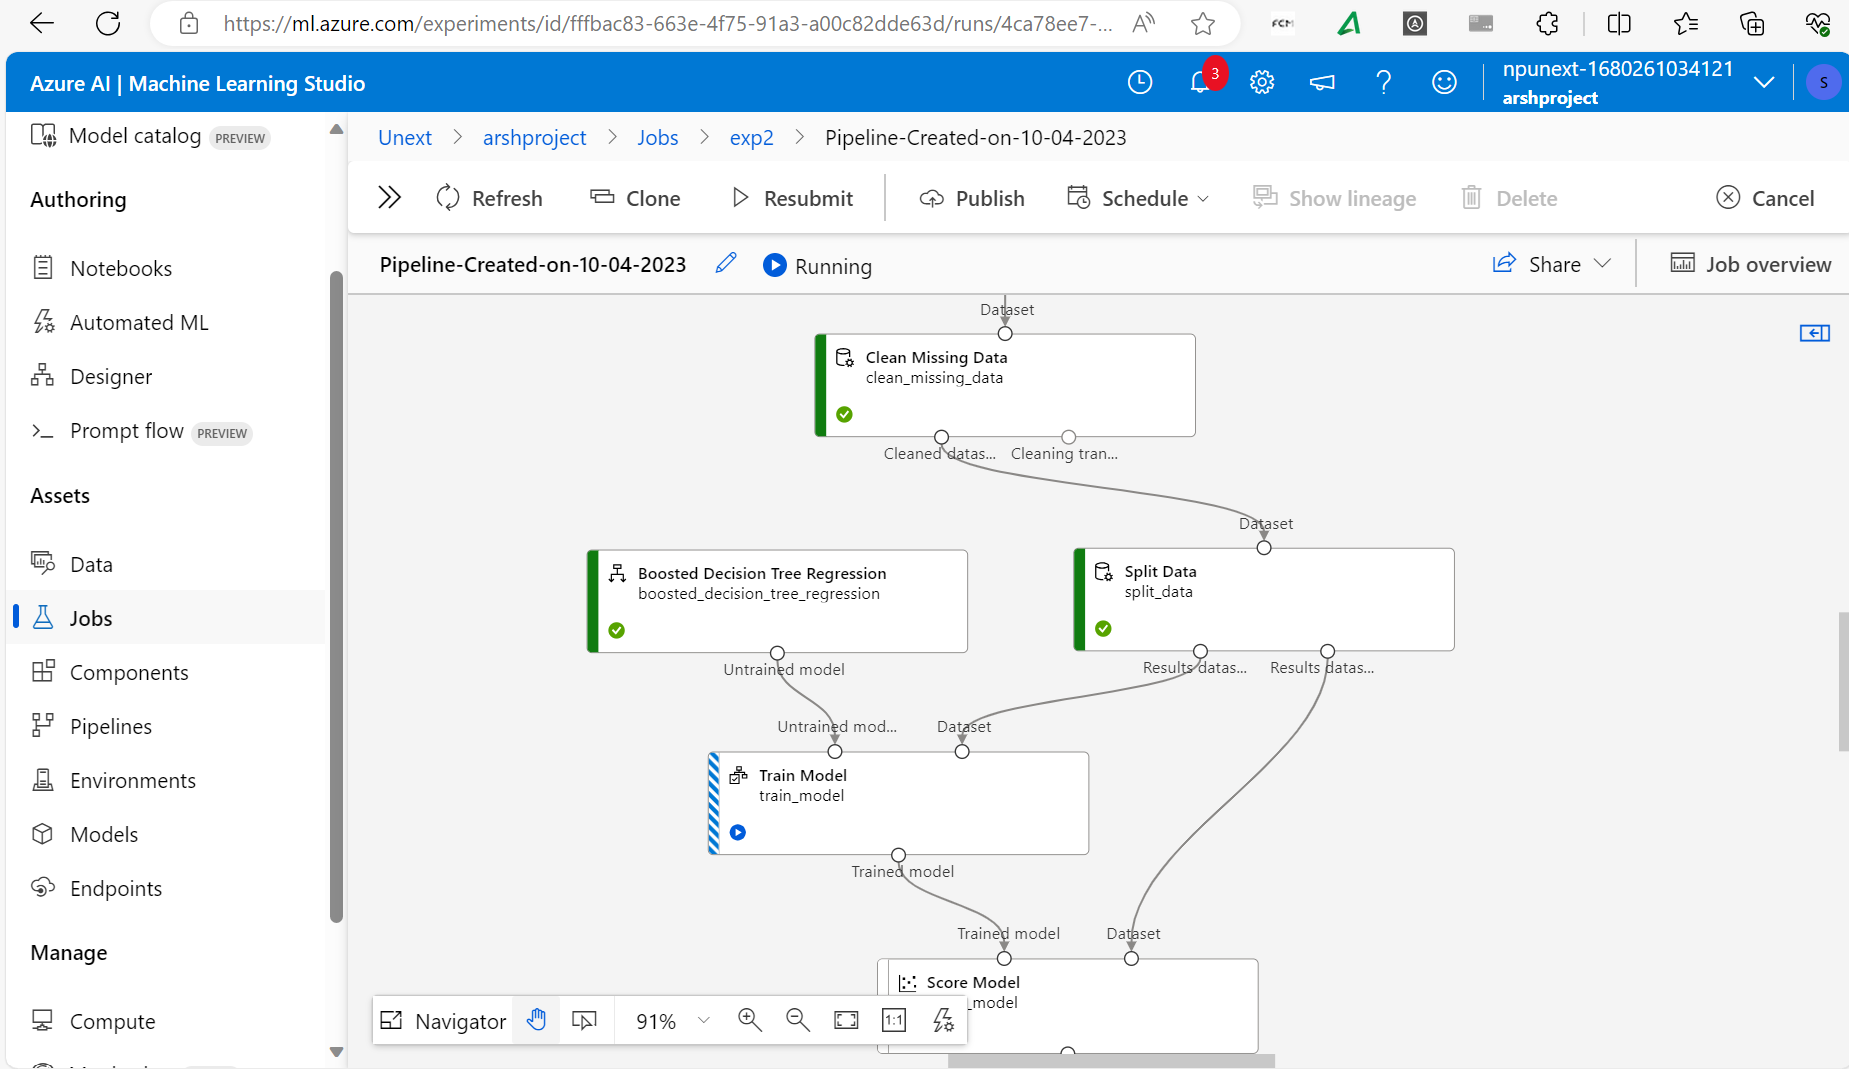 https://ml.azure.com/experiments/id/fffbac83-663e-4f75-91a3-a00c82dde63d/runs/4ca78ee7-...
FCM
Azure AI | Machine Learning Studio
3
npunext-1680261034121
arshproject
S
Model catalog PREVIEW
Authoring
Notebooks
Automated ML
Designer
Prompt flow PREVIEW
Assets
Data
Jobs
Components
Pipelines
Environments
Models
Endpoints
Manage
Compute
Unext > arshproject > Jobs > exp2 > Pipeline-Created-on-10-04-2023
Refresh
Clone
Resubmit
Publish
Schedule
Show lineage
Delete
Cancel
Pipeline-Created-on-10-04-2023
Running
Share
Job overview
Dataset
Clean Missing Data
clean_missing_data
Cleaned datas...
Cleaning tran...
Dataset
Boosted Decision Tree Regression
boosted_decision_tree_regression
Split Data
split_data
Untrained model
Results datas...
Results datas...
Untrained mod...
Dataset
Train Model
train_model
Trained model
Trained model
Dataset
Score Model
_model
Navigator
91%
1:1